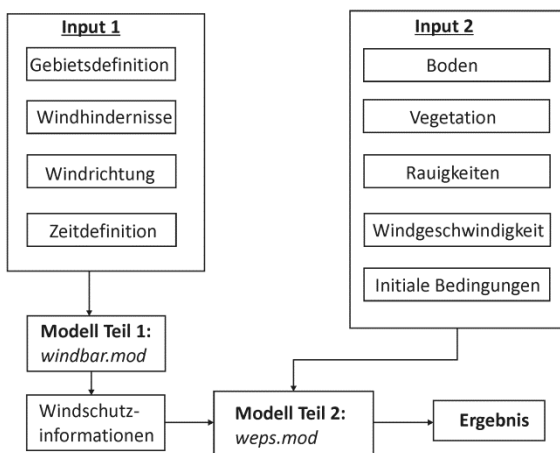 Input 1
Gebietsdefinition
Windhindernisse
Windrichtung
Zeitdefinition
Input 2
Boden
Vegetation
Rauigkeiten
Windgeschwindigkeit
Initiale Bedingungen
Modell Teil 1:
windbar.mod
Windschutz-
informationen
Modell Teil 2:
weps.mod
Ergebnis